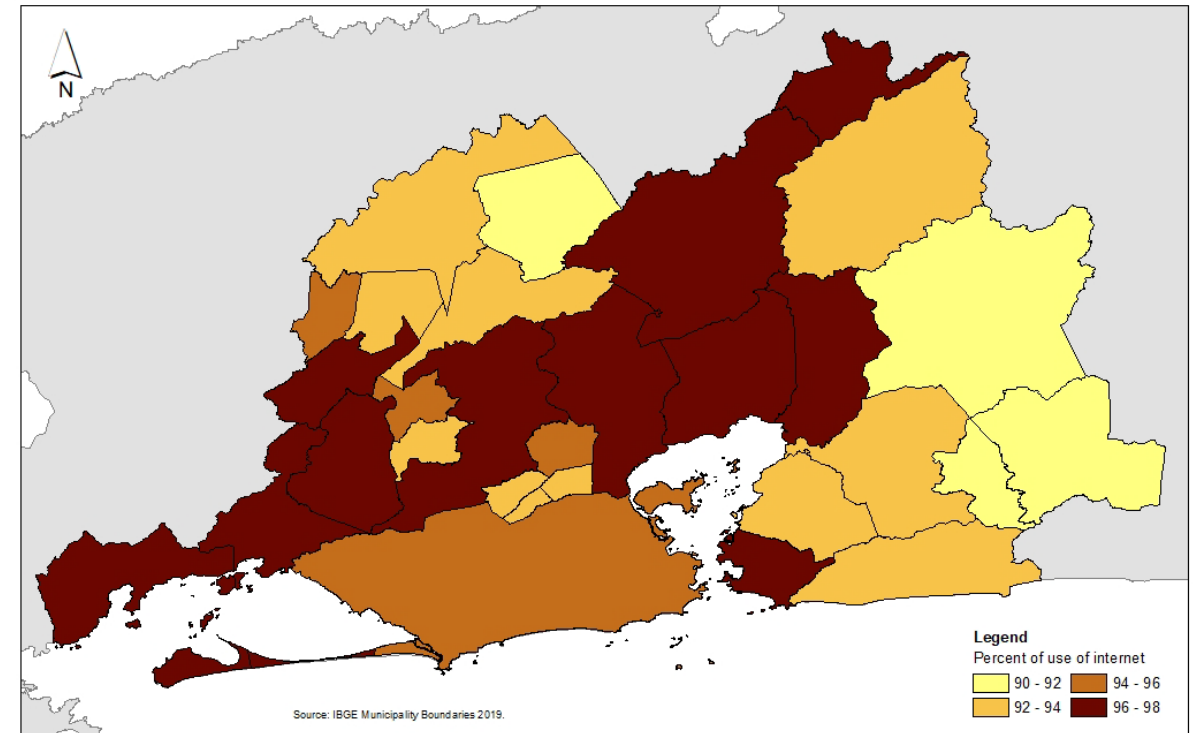 N
Legend
Percent of use of internet
90 - 92 94 - 96
92 - 94 96 - 98
Source: IBGE Municipality Boundaries 2019.